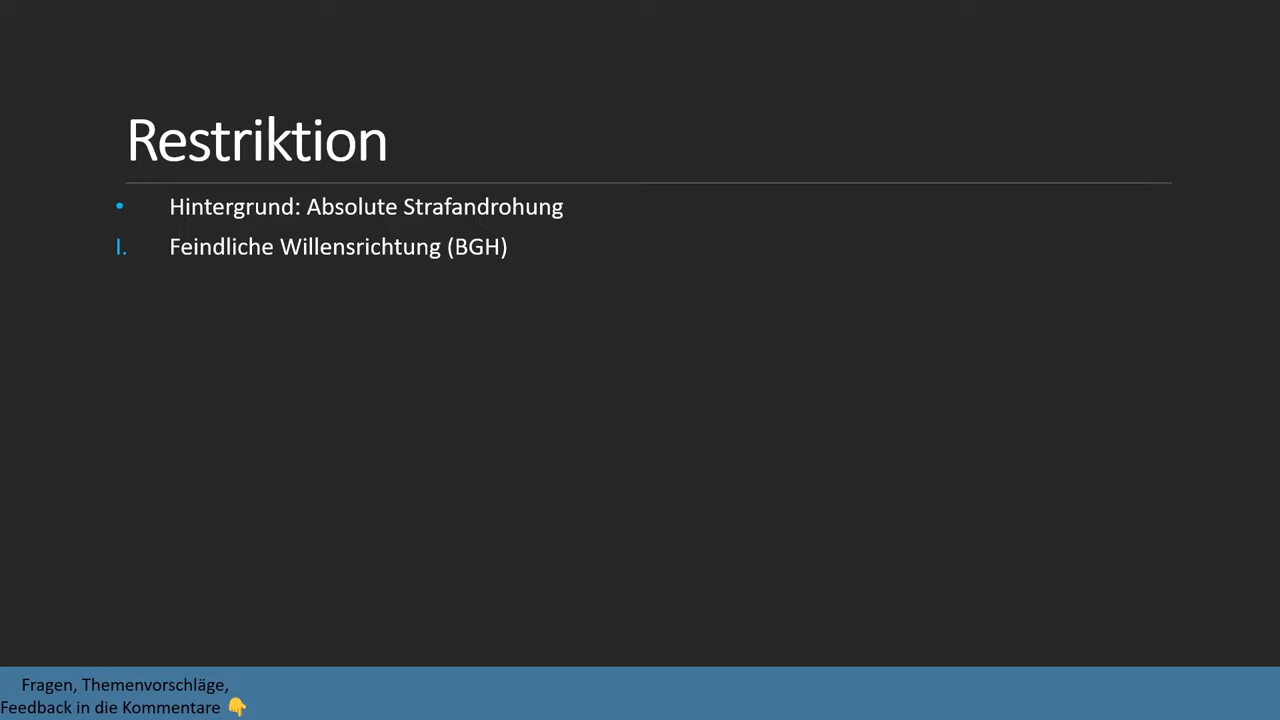 Restriktion
• Hintergrund: Absolute Strafandrohung
I. Feindliche Willensrichtung (BGH)
Fragen, Themenvorschläge,
Feedback in die Kommentare 👇